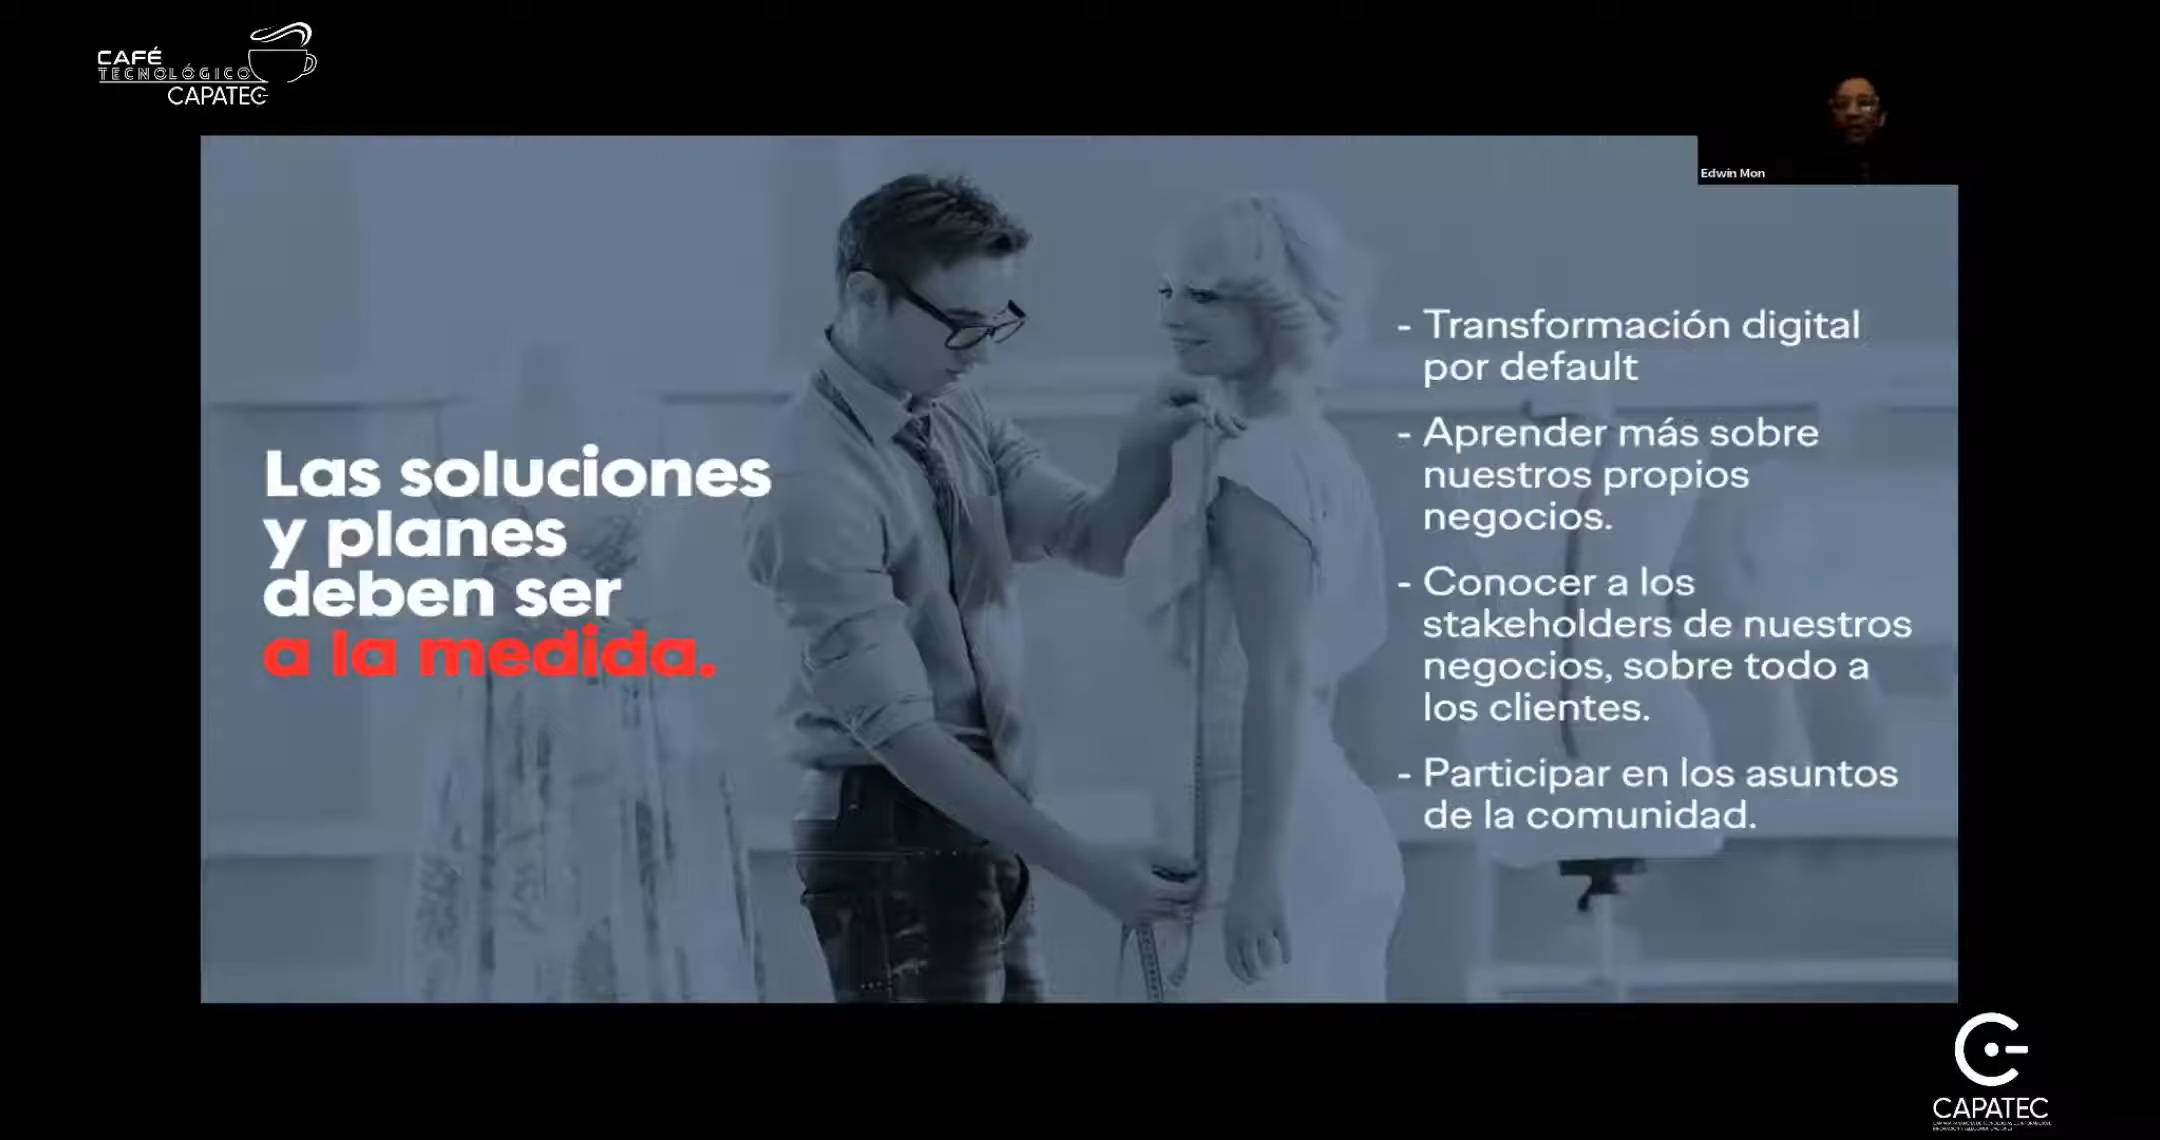 CAFÉ
TECNOLÓGICO
CAPATEC
Edwin Mon
Las soluciones
y planes
deben ser
a la medida.
- Transformación digital
por default
- Aprender más sobre
nuestros propios
negocios.
- Conocer a los
stakeholders de nuestros
negocios, sobre todo a
los clientes.
- Participar en los asuntos
de la comunidad.
CAPATEC